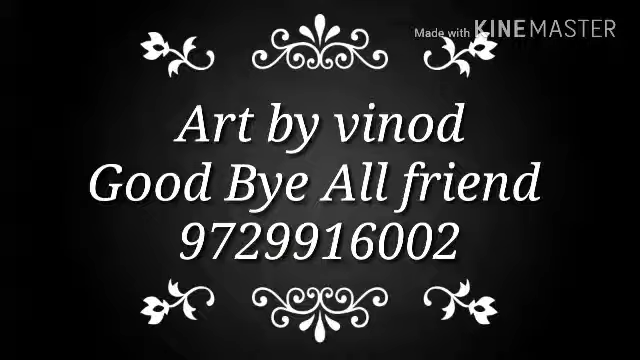 Made with KINEMASTER
Art by vinod
Good Bye All friend
9729916002